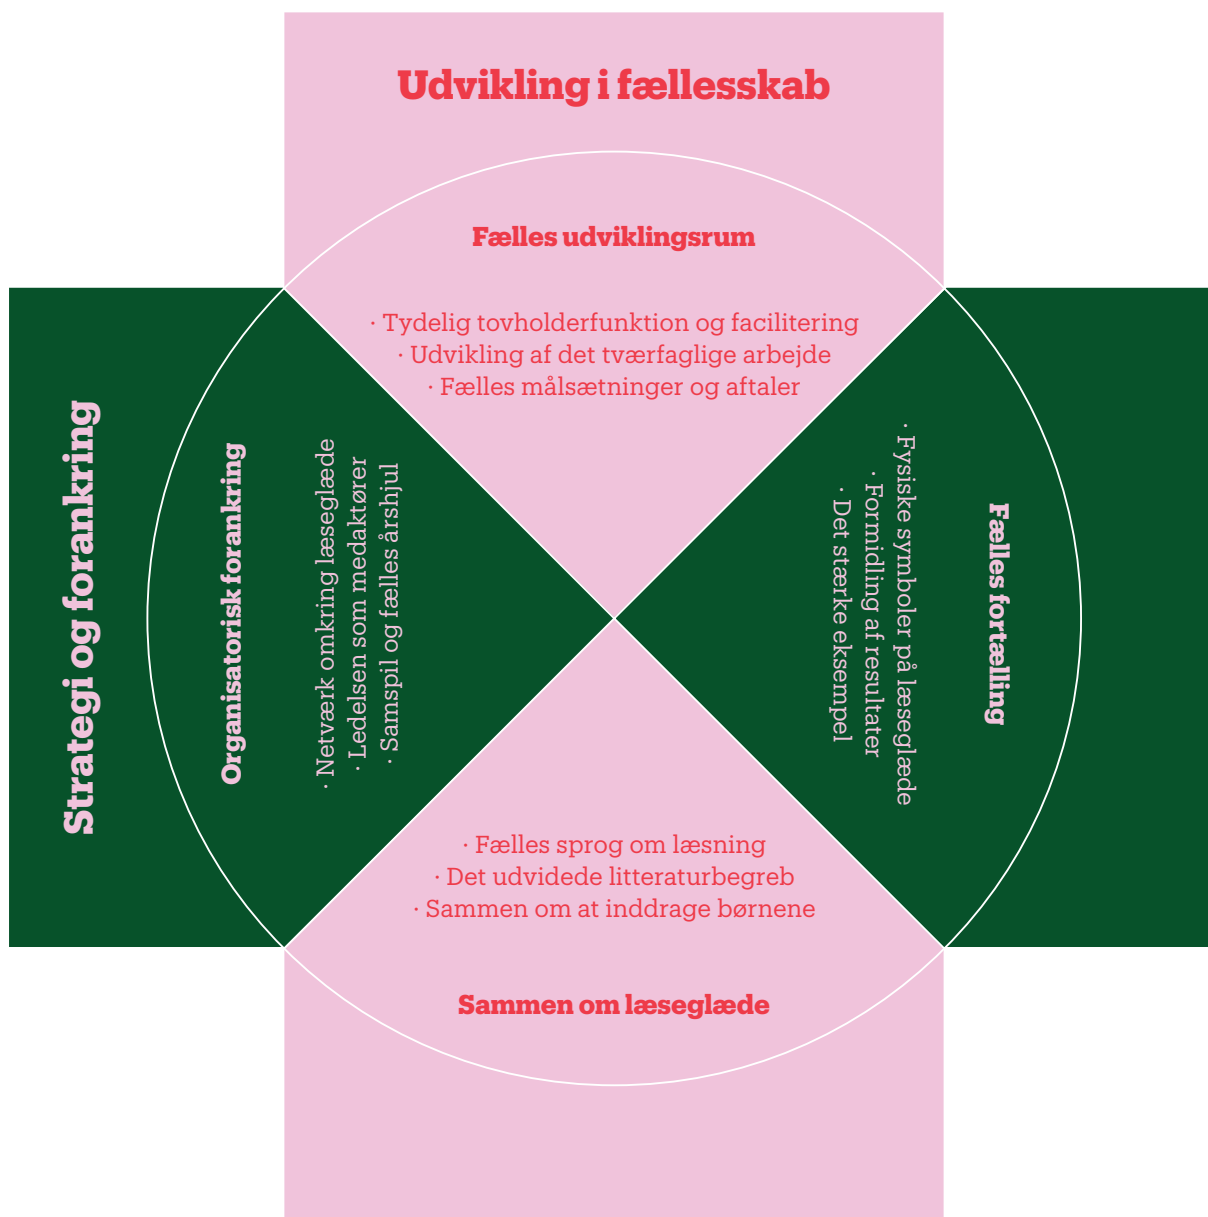 Udvikling i fællesskab
Fælles udviklingsrum
· Tydelig tovholderfunktion og facilitering
· Udvikling af det tværfaglige arbejde
· Fælles målsætninger og aftaler
Strategi og forankring
Organisatorisk forankring
· Netværk omkring læseglæde
· Ledelsen som medaktører
· Samspil og fælles årshjul
Fælles fortælling
· Fysiske symboler på læseglæde
· Formidling af resultater
· Det stærke eksempel
· Fælles sprog om læsning
· Det udvidede litteraturbegreb
· Sammen om at inddrage børnene
Sammen om læseglæde